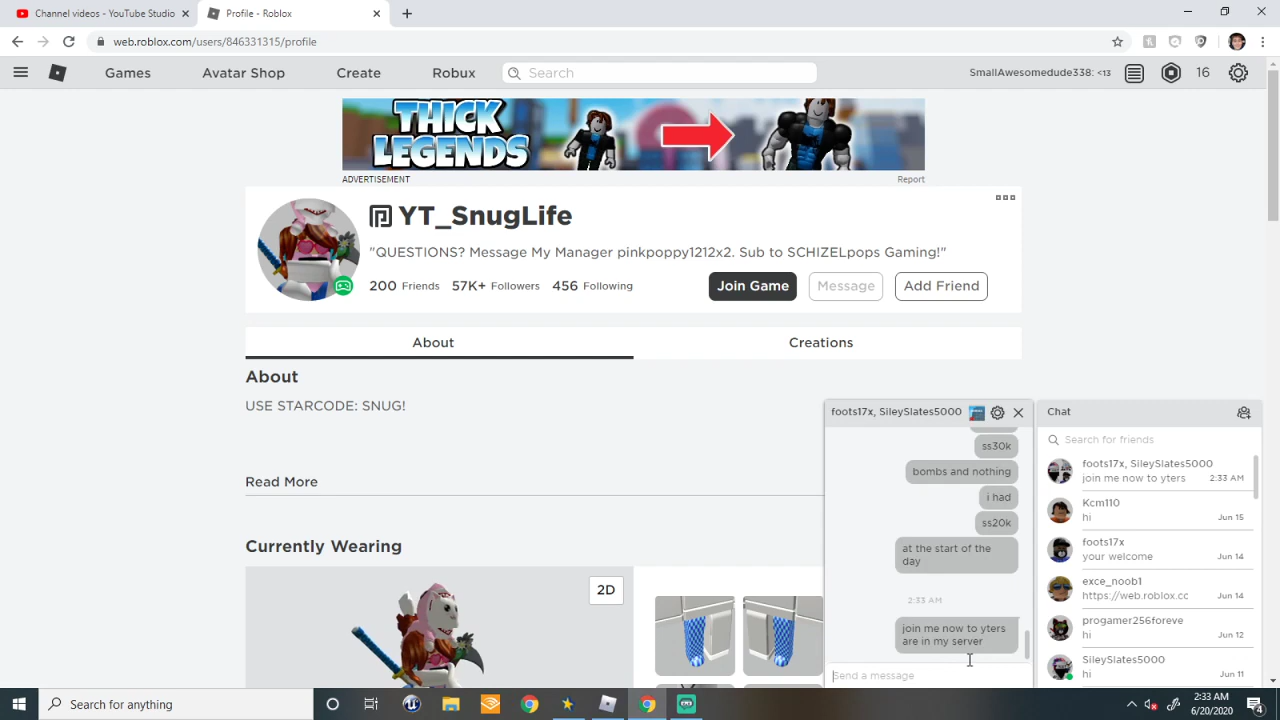 Channel videos - YouTube Studio
Profile - Roblox
web.roblox.com/users/846331315/profile
Games
Avatar Shop
Create
Robux
Search
SmallAwesomedude338: <13
16
THICK
LEGENDS
ADVERTISEMENT
Report
YT_SnugLife
"QUESTIONS? Message My Manager pinkpoppy1212x2. Sub to SCHIZELpops Gaming!"
200 Friends 57K+ Followers 456 Following
Join Game
Message
Add Friend
About
Creations
About
USE STARCODE: SNUG!
Read More
Currently Wearing
2D
foots17x, SileySlates5000
ss30k
bombs and nothing
i had
ss20k
at the start of the
day
2:33 AM
join me now to yters
are in my server
Send a message
Chat
Search for friends
foots17x, SileySlates5000
join me now to yters 2:33 AM
Kcm110
hi Jun 15
foots17x
your welcome Jun 14
exce_noob1
https://web.roblox.cc Jun 14
progamer256foreve
hi Jun 12
SileySlates5000
hi Jun 11
Search for anything
2:33 AM
6/20/2020
4